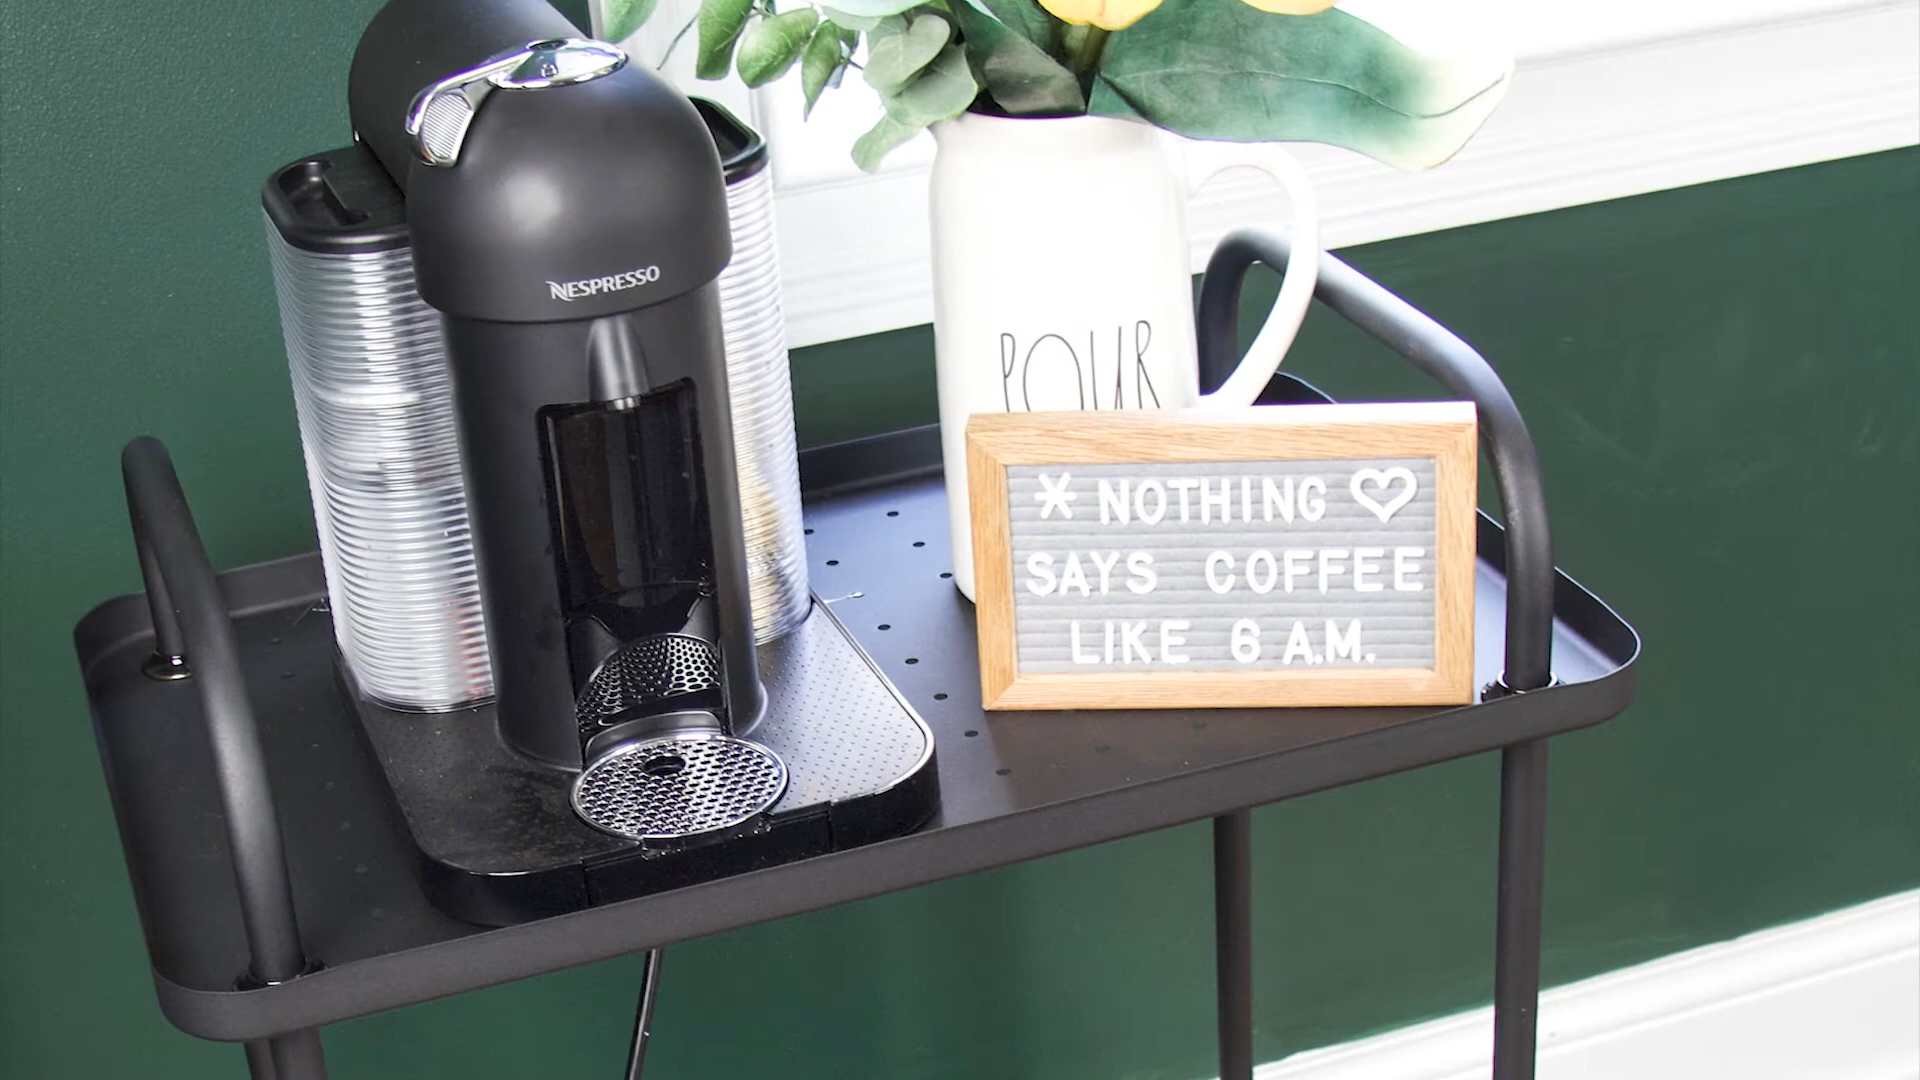 NESPRESSO
POUR
* NOTHING ♡
SAYS COFFEE
LIKE 6 A.M.